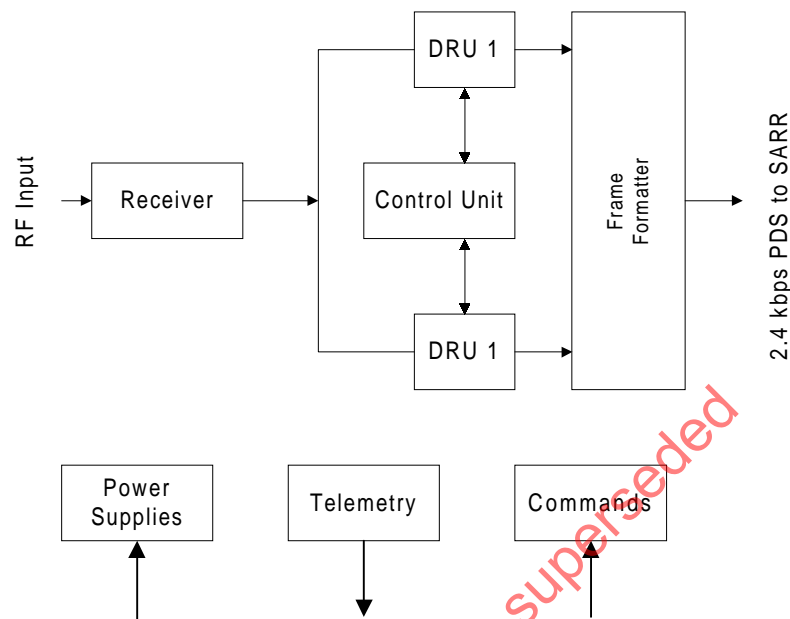 DRU 1
RF Input
Receiver
Control Unit
Frame
Formatter
2.4 kbps PDS to SARR
DRU 1
Power
Supplies
Telemetry
Commands
superseded